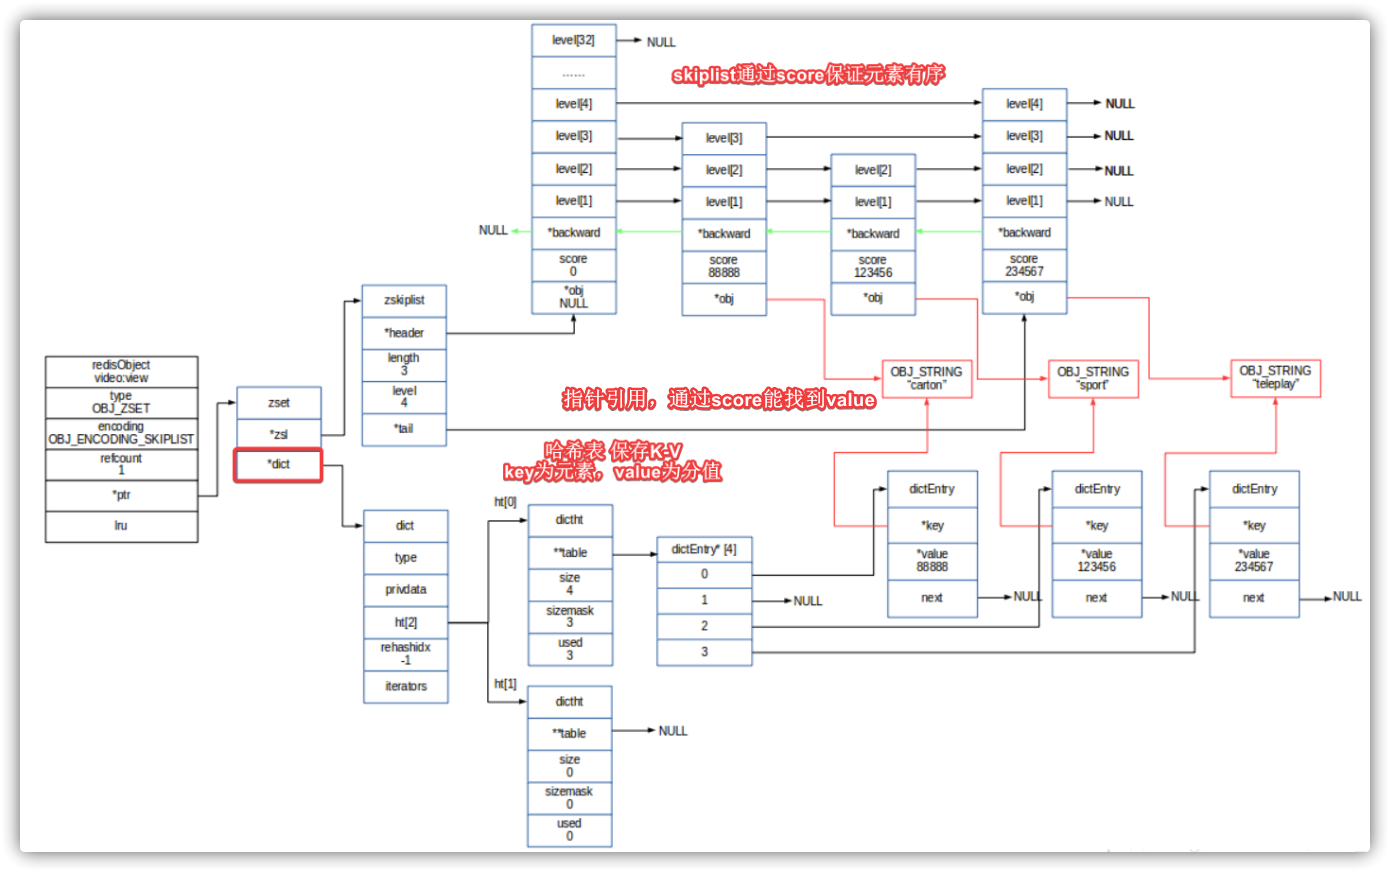 level[32]
NULL
......
skiplist通过score保证元素有序
level[4]
level[4]
NULL
level[3]
level[3]
level[3]
NULL
level[2]
level[2]
level[2]
level[2]
NULL
level[1]
level[1]
level[1]
level[1]
NULL
NULL
*backward
*backward
*backward
*backward
score
0
score
88888
score
123456
score
234567
*obj
NULL
*obj
*obj
*obj
zskiplist
*header
length
3
level
4
*tail
redisObject
video:view
type
OBJ_ZSET
encoding
OBJ_ENCODING_SKIPLIST
refcount
1
*ptr
lru
zset
*zsl
*dict
OBJ_STRING
“carton”
OBJ_STRING
“sport”
OBJ_STRING
“teleplay”
指针引用，通过score能找到value
哈希表 保存K-V
key为元素，value为分值
dict
type
privdata
ht[2]
rehashidx
-1
iterators
ht[0]
dictht
**table
size
4
sizemask
3
used
3
dictEntry* [4]
0
1
NULL
2
3
dictEntry
*key
*value
88888
next
NULL
dictEntry
*key
*value
123456
next
NULL
dictEntry
*key
*value
234567
next
NULL
ht[1]
dictht
**table
NULL
size
0
sizemask
0
used
0